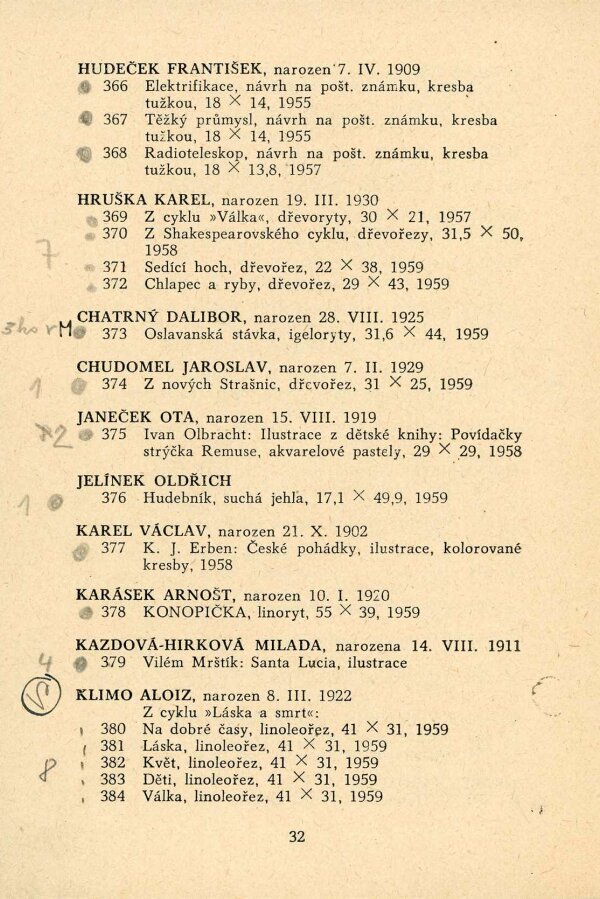 HUDEČEK FRANTIŠEK, narozen 7. IV. 1909
366 Elektrifikace, návrh na pošt. známku, kresba
tužkou, 18 × 14, 1955
367 Těžký průmysl, návrh na pošt. známku, kresba
tužkou, 18 × 14, 1955
368 Radioteleskop, návrh na pošt. známku, kresba
tužkou, 18 × 13,8, 1957
HRUŠKA KAREL, narozen 19. III. 1930
369 Z cyklu »Válka«, dřevoryty, 30 × 21, 1957
370 Z Shakespearovského cyklu, dřevořezy, 31,5 × 50,
1958
7
371 Sedící hoch, dřevořez, 22 × 38, 1959
372 Chlapec a ryby, dřevořez, 29 × 43, 1959
CHATRNÝ DALIBOR, narozen 28. VIII. 1925
M 373 Oslavanská stávka, igeloryty, 31,6 × 44, 1959
CHUDOMEL JAROSLAV, narozen 7. II. 1929
1 374 Z nových Strašnic, dřevořez, 31 × 25, 1959
JANEČEK OTA, narozen 15. VIII. 1919
2 375 Ivan Olbracht: Ilustrace z dětské knihy: Povídačky
strýčka Remuse, akvarelové pastely, 29 × 29, 1958
JELÍNEK OLDŘICH
1 376 Hudebník, suchá jehla, 17,1 × 49,9, 1959
KAREL VÁCLAV, narozen 21. X. 1902
377 K. J. Erben: České pohádky, ilustrace, kolorované
kresby, 1958
KARÁSEK ARNOŠT, narozen 10. I. 1920
378 KONOPIČKA, linoryt, 55 × 39, 1959
KAZDOVÁ-HIRKOVÁ MILADA, narozena 14. VIII. 1911
4 379 Vilém Mrštík: Santa Lucia, ilustrace
KLIMO ALOIZ, narozen 8. III. 1922
Z cyklu »Láska a smrt«:
380 Na dobré časy, linoleořez, 41 × 31, 1959
381 Láska, linoleořez, 41 × 31, 1959
8 382 Květ, linoleořez, 41 × 31, 1959
383 Děti, linoleořez, 41 × 31, 1959
384 Válka, linoleořez, 41 × 31, 1959
32